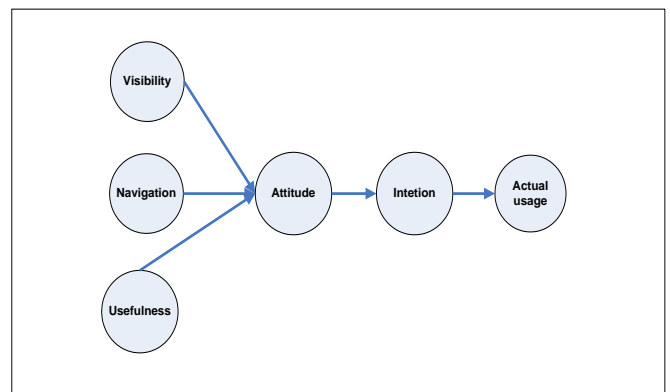 Visibility
Navigation
Attitude
Intetion
Actual
usage
Usefulness